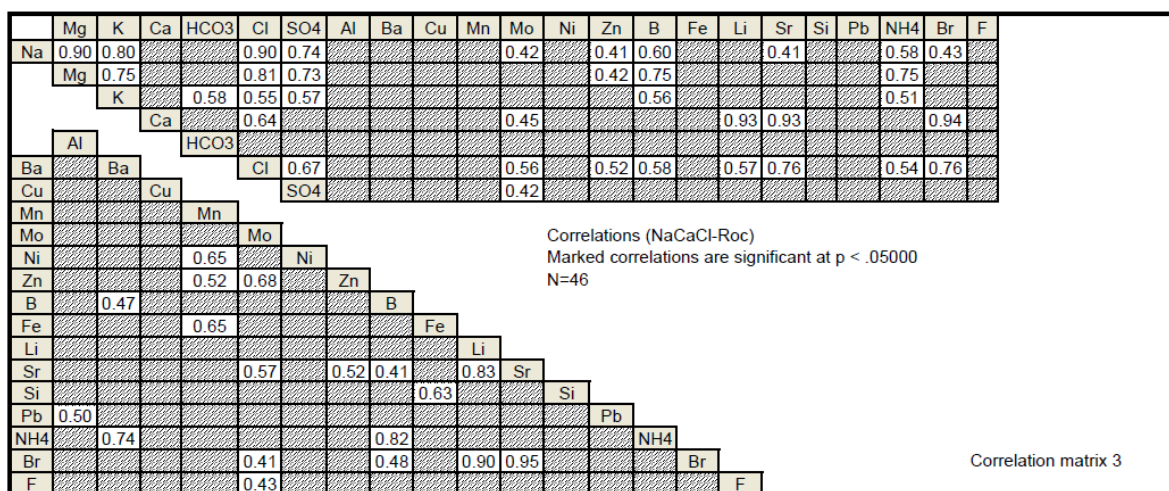 Mg K Ca HCO3 Cl SO4 Al Ba Cu Mn Mo Ni Zn B Fe Li Sr Si Pb NH4 Br F
Na 0.90 0.80 0.90 0.74 0.42 0.41 0.60 0.41 0.58 0.43
Mg 0.75 0.81 0.73 0.42 0.75 0.75
K 0.58 0.55 0.57 0.56 0.51
Ca 0.64 0.45 0.93 0.93 0.94
Al HCO3
Ba Ba Cl 0.67 0.56 0.52 0.58 0.57 0.76 0.54 0.76
Cu Cu SO4 0.42
Mn Mn
Mo Mo Correlations (NaCaCl-Roc)
Ni 0.65 Ni Marked correlations are significant at p < .05000
Zn 0.52 0.68 Zn N=46
B 0.47 B
Fe 0.65 Fe
Li Li
Sr 0.57 0.52 0.41 0.83 Sr
Si 0.63 Si
Pb 0.50 Pb
NH4 0.74 0.82 NH4
Br 0.41 0.48 0.90 0.95 Br Correlation matrix 3
F 0.43 F